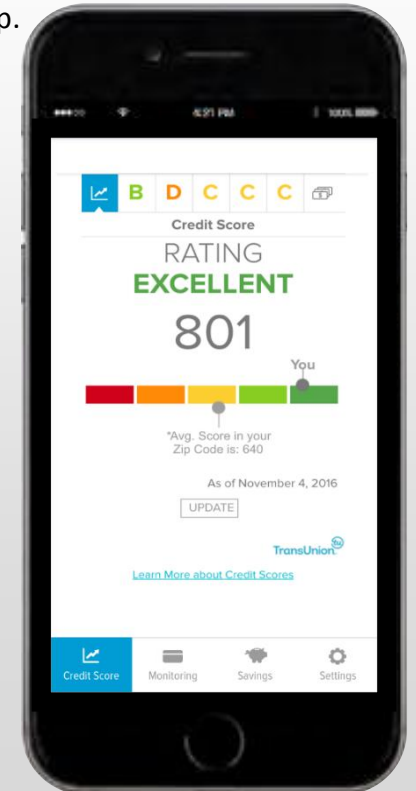 p.
4:21 PM 100%
B D C C C
Credit Score
RATING
EXCELLENT
801
You
*Avg. Score in your
Zip Code is: 640
As of November 4, 2016
UPDATE
TransUnion
Learn More about Credit Scores
Credit Score Monitoring Savings Settings